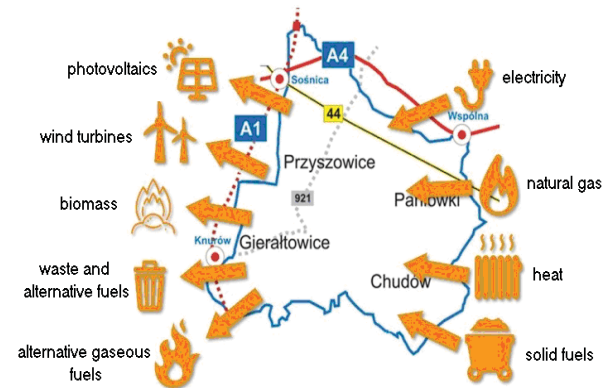 photovoltaics
wind turbines
biomass
waste and
alternative fuels
alternative gaseous
fuels
A4
Sośnica
44
A1
Przyszowice
921
Knurów
Gierałtowice
Wspólna
Paniówki
Chudów
electricity
natural gas
heat
solid fuels